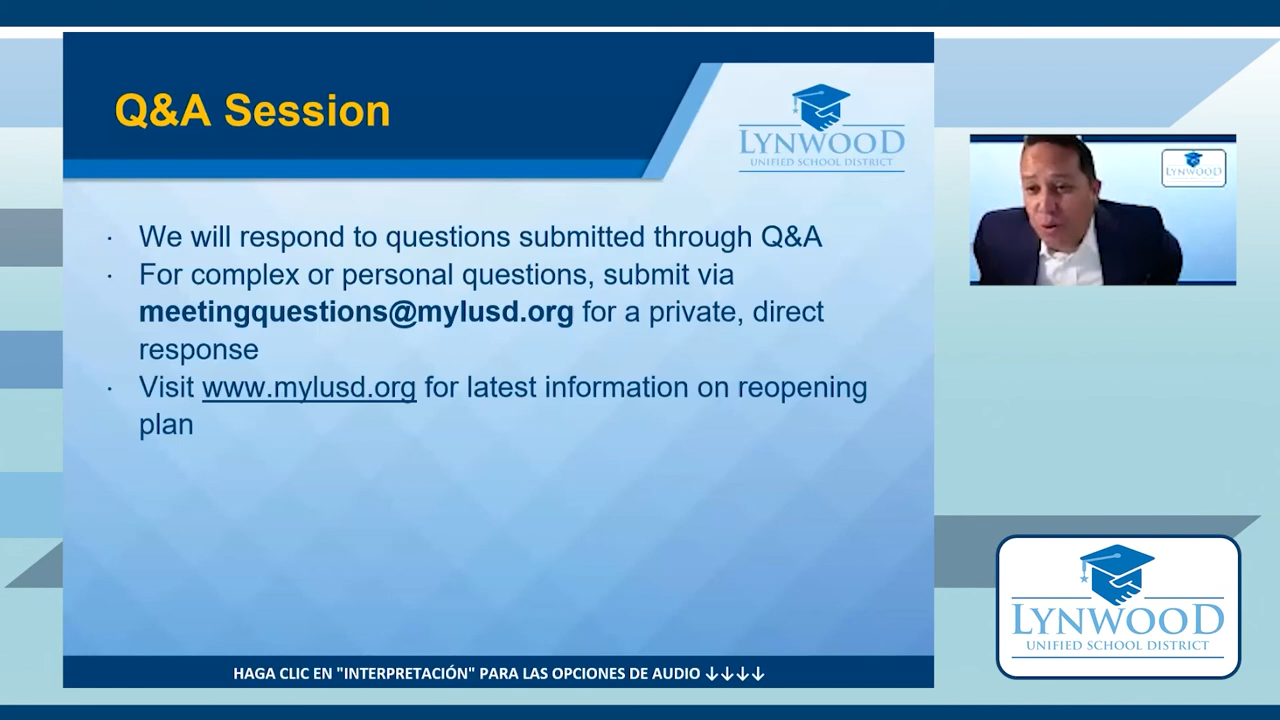 Q&A Session
LYNWOOD
UNIFIED SCHOOL DISTRICT
· We will respond to questions submitted through Q&A
· For complex or personal questions, submit via
meetingquestions@mylusd.org for a private, direct
response
· Visit www.mylusd.org for latest information on reopening
plan
HAGA CLIC EN "INTERPRETACIÓN" PARA LAS OPCIONES DE AUDIO ↓↓↓↓
LYNWOOD
LYNWOOD
UNIFIED SCHOOL DISTRICT